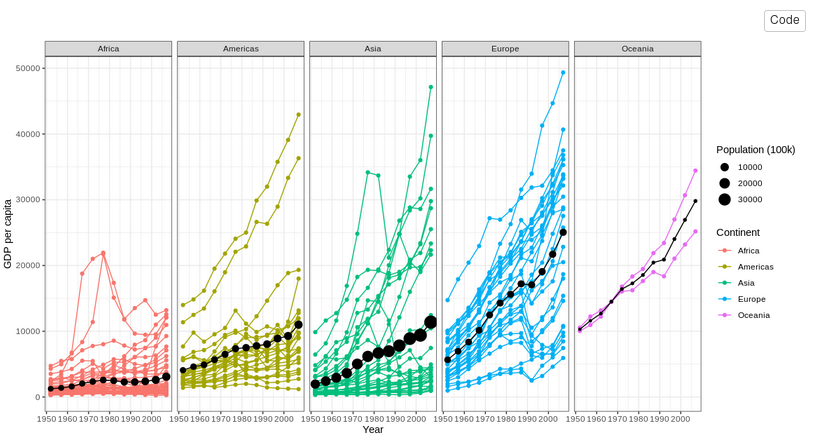 Code
Africa
Americas
Asia
Europe
Oceania
50000
40000
30000
20000
10000
0
GDP per capita
1950 1960 1970 1980 1990 2000
1950 1960 1970 1980 1990 2000
1950 1960 1970 1980 1990 2000
1950 1960 1970 1980 1990 2000
1950 1960 1970 1980 1990 2000
Year
Population (100k)
10000
20000
30000
Continent
Africa
Americas
Asia
Europe
Oceania